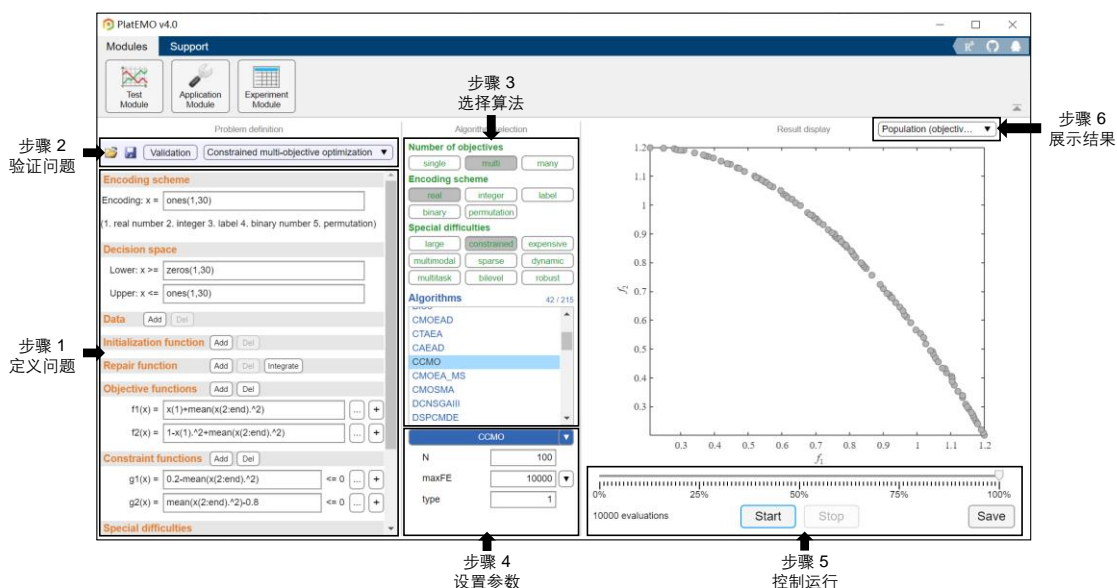 PlatEMO v4.0
Modules Support
Test Module
Application Module
Experiment Module
步骤 3
选择算法
步骤 6
展示结果
Problem definition
Algorithm selection
Result display
Population (objectiv...
步骤 2
验证问题
Validation
Constrained multi-objective optimization
步骤 1
定义问题
Encoding scheme
Encoding: x = ones(1,30)
(1. real number 2. integer 3. label 4. binary number 5. permutation)
Decision space
Lower: x >= zeros(1,30)
Upper: x <= ones(1,30)
Data Add Del
Initialization function Add Del
Repair function Add Del Integrate
Objective functions Add Del
f1(x) = x(1)+mean(x(2:end).^2) ... +
f2(x) = 1-x(1).^2+mean(x(2:end).^2) ... +
Constraint functions Add Del
g1(x) = 0.2-mean(x(2:end).^2) <= 0 ... +
g2(x) = mean(x(2:end).^2)-0.8 <= 0 ... +
Special difficulties
Number of objectives
single multi many
Encoding scheme
real integer label
binary permutation
Special difficulties
large constrained expensive
multimodal sparse dynamic
multitask bilevel robust
Algorithms 42 / 215
CMOEAD
CTAEA
CAEAD
CCMO
CMOEA_MS
CMOSMA
DCNSGAIII
DSPCMDE
CCMO
N 100
maxFE 10000
type 1
步骤 4
设置参数
1.2
1.1
1
0.9
0.8
0.7
0.6
0.5
0.4
0.3
f2
0.3 0.4 0.5 0.6 0.7 0.8 0.9 1 1.1 1.2
f1
0% 25% 50% 75% 100%
10000 evaluations Start Stop Save
步骤 5
控制运行